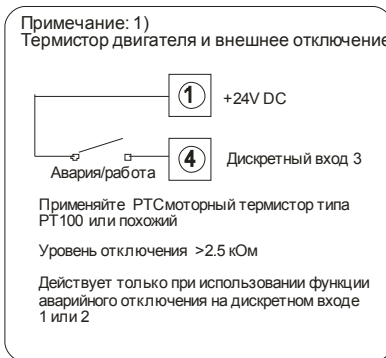 Примечание: 1)
Термистор двигателя и внешнее отключение
1
+24V DC
4
Дискретный вход 3
Авария/работа
Применяйте PTCмоторный термистор типа
PT100 или похожий
Уровень отключения >2.5 кОм
Действует только при использовании функции
аварийного отключения на дискретном входе
1 или 2